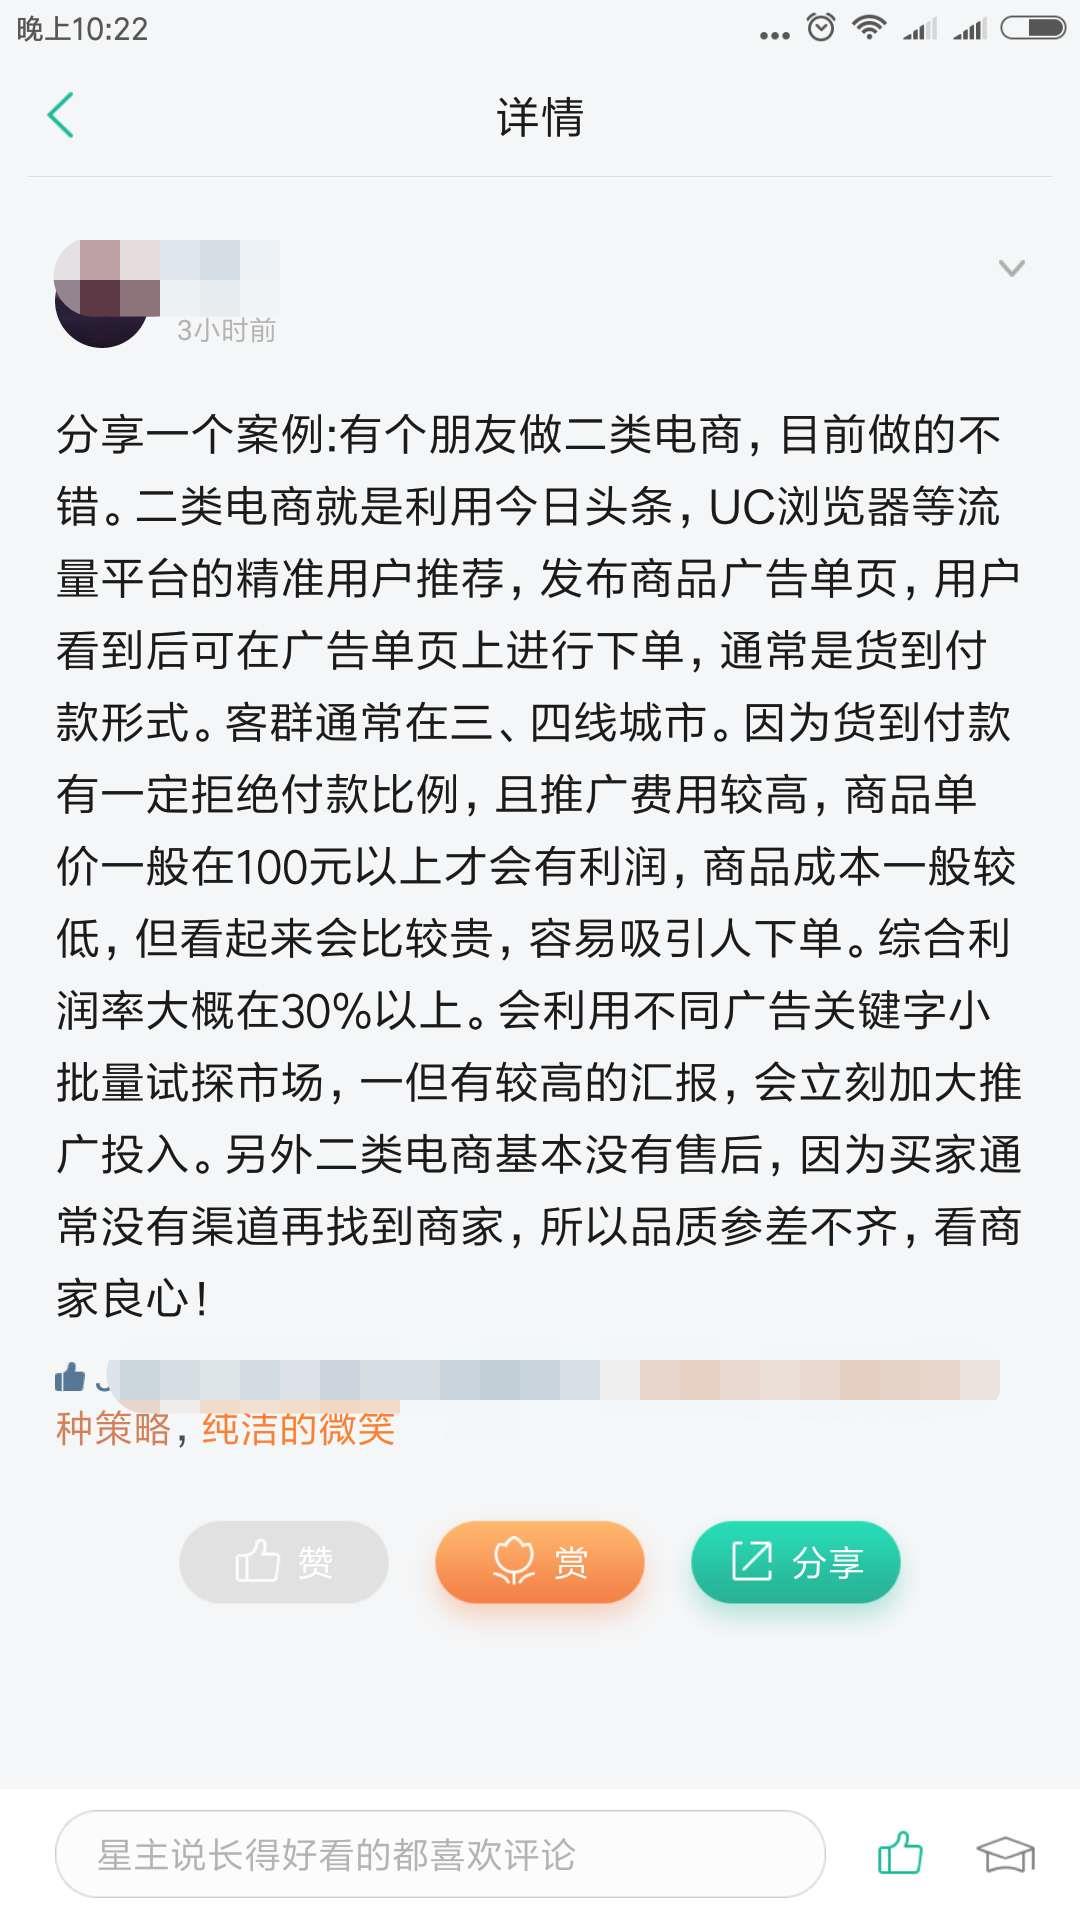 晚上10:22
详情
3小时前
分享一个案例:有个朋友做二类电商，目前做的不
错。二类电商就是利用今日头条，UC浏览器等流
量平台的精准用户推荐，发布商品广告单页，用户
看到后可在广告单页上进行下单，通常是货到付
款形式。客群通常在三、四线城市。因为货到付款
有一定拒绝付款比例，且推广费用较高，商品单
价一般在100元以上才会有利润，商品成本一般较
低，但看起来会比较贵，容易吸引人下单。综合利
润率大概在30%以上。会利用不同广告关键字小
批量试探市场，一但有较高的汇报，会立刻加大推
广投入。另外二类电商基本没有售后，因为买家通
常没有渠道再找到商家，所以品质参差不齐，看商
家良心！
种策略，纯洁的微笑
赞 赏 分享
星主说长得好看的都喜欢评论